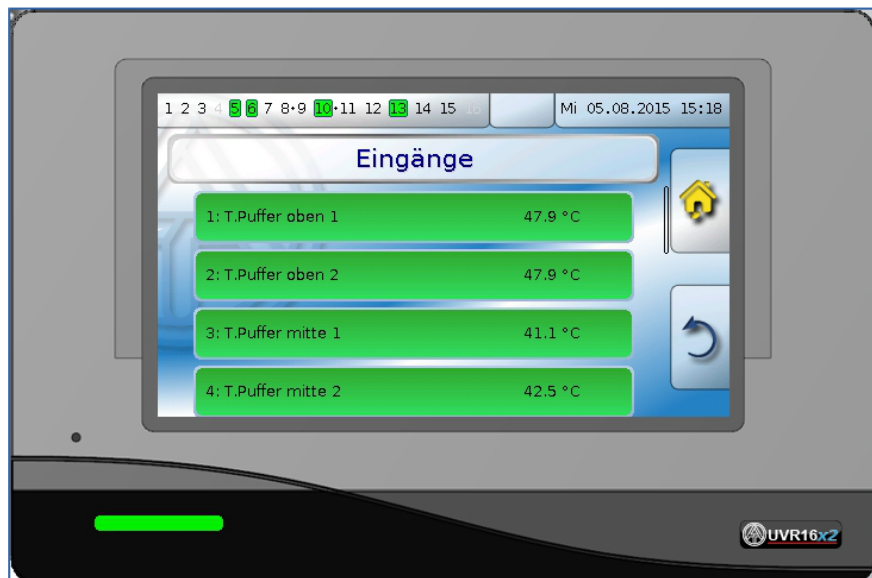 1 2 3 4 5 6 7 8•9 10•11 12 13 14 15 16 Mi 05.08.2015 15:18
Eingänge
1: T.Puffer oben 1 47.9 °C
2: T.Puffer oben 2 47.9 °C
3: T.Puffer mitte 1 41.1 °C
4: T.Puffer mitte 2 42.5 °C
UVR16x2